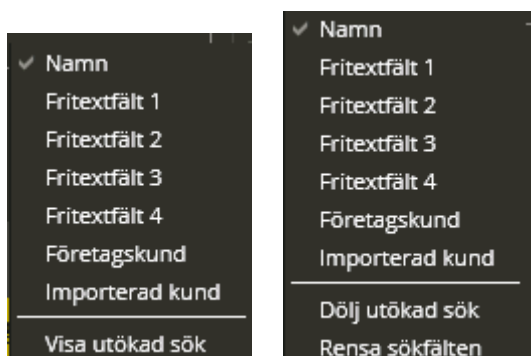 Namn
Fritextfält 1
Fritextfält 2
Fritextfält 3
Fritextfält 4
Företagskund
Importerad kund
Visa utökad sök
Namn
Fritextfält 1
Fritextfält 2
Fritextfält 3
Fritextfält 4
Företagskund
Importerad kund
Dölj utökad sök
Rensa sökfälten